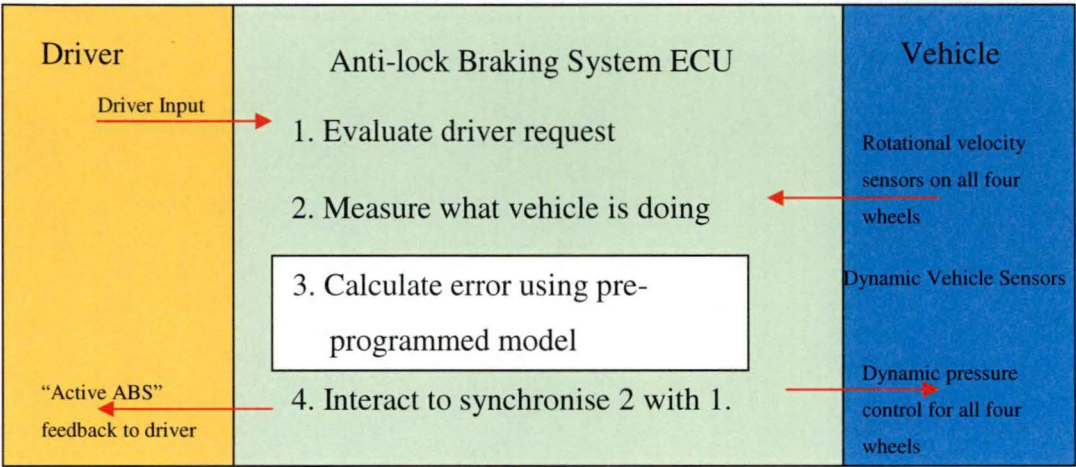 Driver
Driver Input
"Active ABS"
feedback to driver
Anti-lock Braking System ECU
1. Evaluate driver request
2. Measure what vehicle is doing
3. Calculate error using pre-
programmed model
4. Interact to synchronise 2 with 1.
Vehicle
Rotational velocity
sensors on all four
wheels
Dynamic Vehicle Sensors
Dynamic pressure
control for all four
wheels